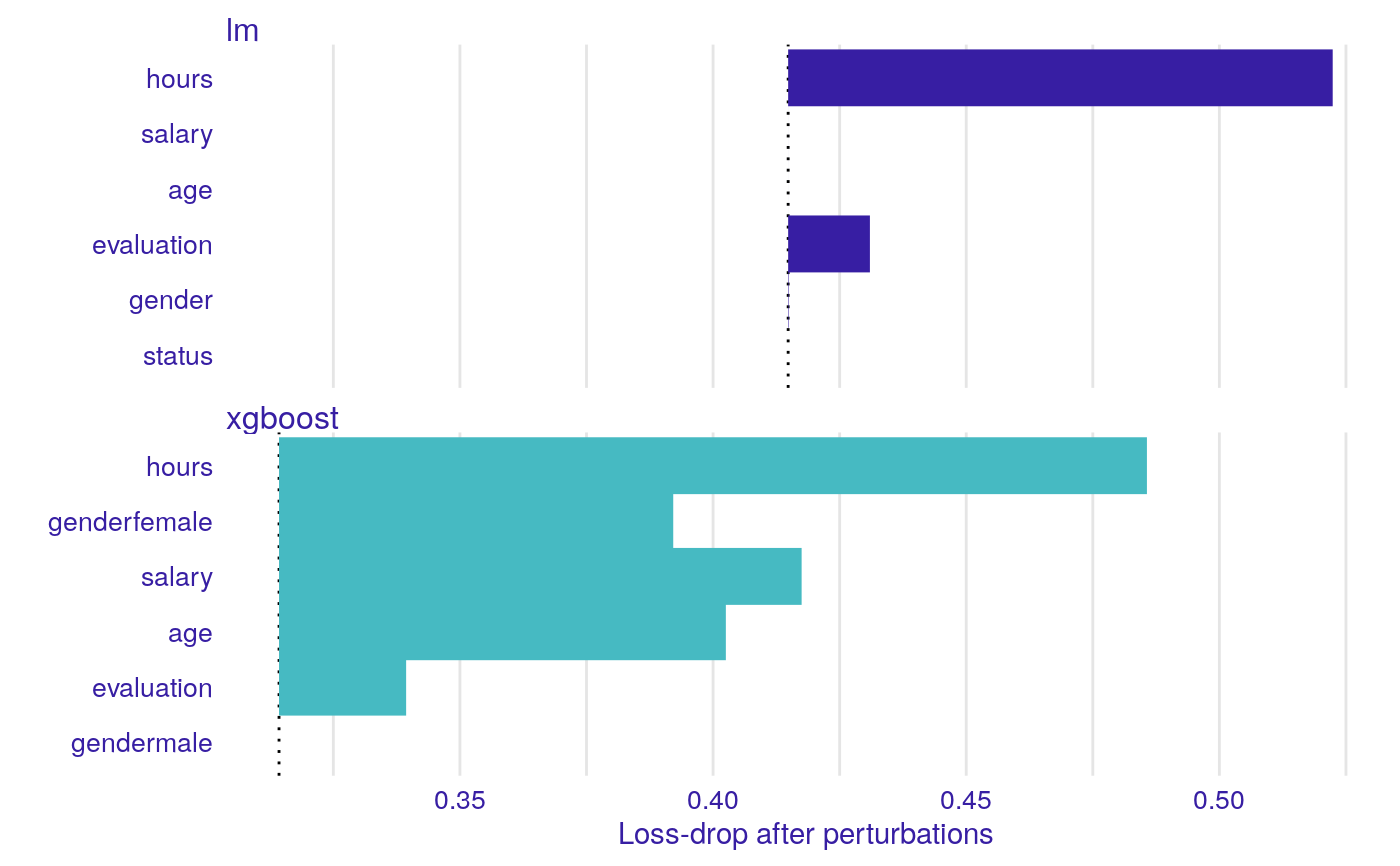 lm
hours
salary
age
evaluation
gender
status
xgboost
hours
genderfemale
salary
age
evaluation
gendermale
0.35 0.40 0.45 0.50
Loss-drop after perturbations